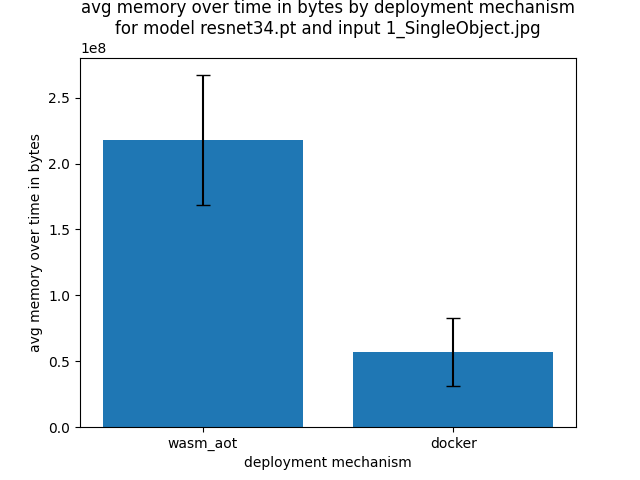 avg memory over time in bytes by deployment mechanism
for model resnet34.pt and input 1_SingleObject.jpg
1e8
2.5
2.0
1.5
1.0
0.5
0.0
avg memory over time in bytes
wasm_aot
docker
deployment mechanism